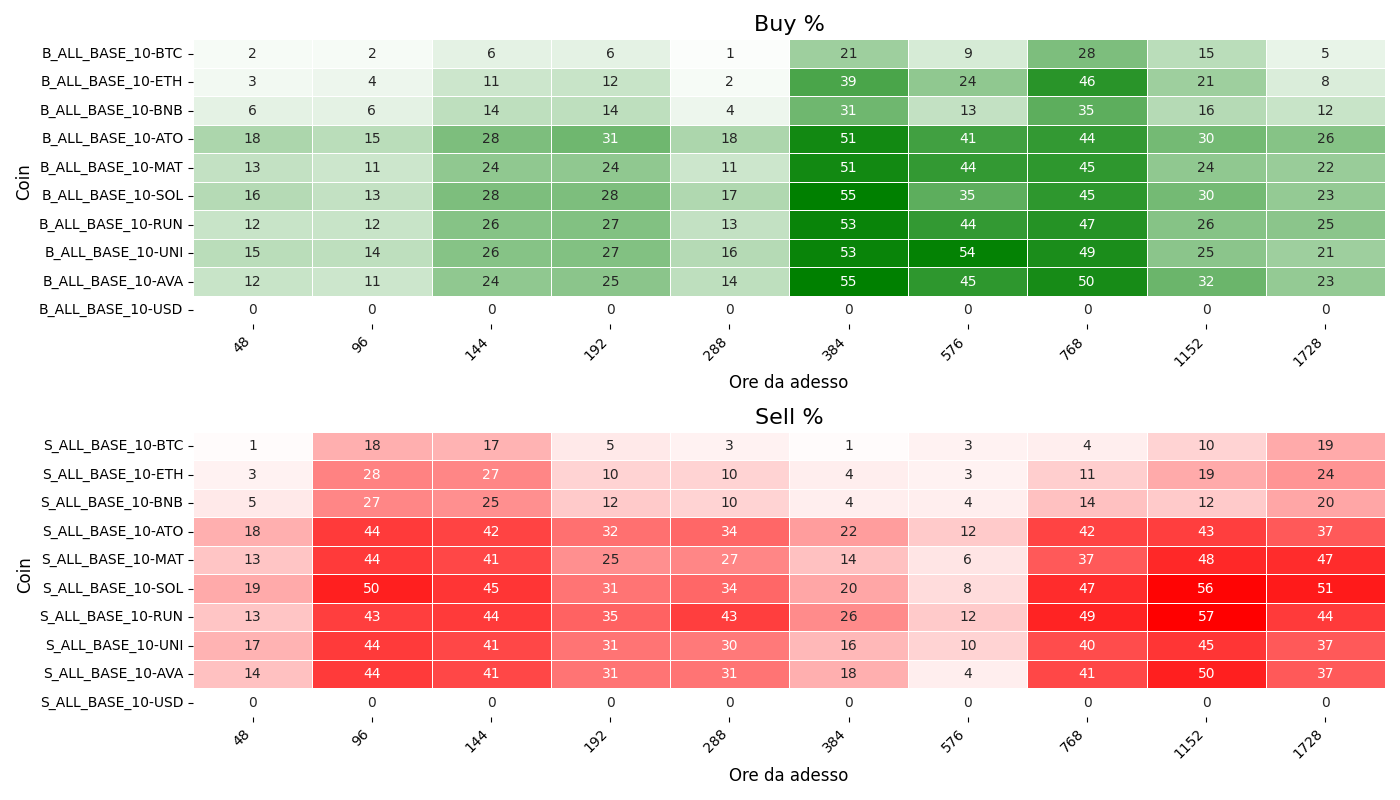 Buy %
Coin
B_ALL_BASE_10-BTC 2 2 6 6 1 21 9 28 15 5
B_ALL_BASE_10-ETH 3 4 11 12 2 39 24 46 21 8
B_ALL_BASE_10-BNB 6 6 14 14 4 31 13 35 16 12
B_ALL_BASE_10-ATO 18 15 28 31 18 51 41 44 30 26
B_ALL_BASE_10-MAT 13 11 24 24 11 51 44 45 24 22
B_ALL_BASE_10-SOL 16 13 28 28 17 55 35 45 30 23
B_ALL_BASE_10-RUN 12 12 26 27 13 53 44 47 26 25
B_ALL_BASE_10-UNI 15 14 26 27 16 53 54 49 25 21
B_ALL_BASE_10-AVA 12 11 24 25 14 55 45 50 32 23
B_ALL_BASE_10-USD 0 0 0 0 0 0 0 0 0 0
48 96 144 192 288 384 576 768 1152 1728
Ore da adesso
Sell %
Coin
S_ALL_BASE_10-BTC 1 18 17 5 3 1 3 4 10 19
S_ALL_BASE_10-ETH 3 28 27 10 10 4 3 11 19 24
S_ALL_BASE_10-BNB 5 27 25 12 10 4 4 14 12 20
S_ALL_BASE_10-ATO 18 44 42 32 34 22 12 42 43 37
S_ALL_BASE_10-MAT 13 44 41 25 27 14 6 37 48 47
S_ALL_BASE_10-SOL 19 50 45 31 34 20 8 47 56 51
S_ALL_BASE_10-RUN 13 43 44 35 43 26 12 49 57 44
S_ALL_BASE_10-UNI 17 44 41 31 30 16 10 40 45 37
S_ALL_BASE_10-AVA 14 44 41 31 31 18 4 41 50 37
S_ALL_BASE_10-USD 0 0 0 0 0 0 0 0 0 0
48 96 144 192 288 384 576 768 1152 1728
Ore da adesso